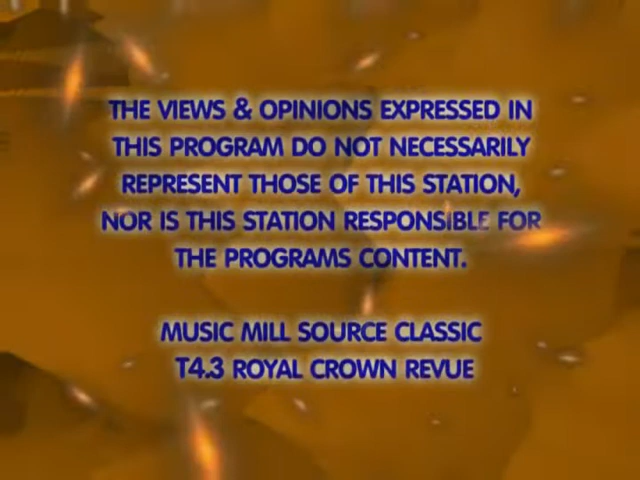 THE VIEWS & OPINIONS EXPRESSED IN
THIS PROGRAM DO NOT NECESSARILY
REPRESENT THOSE OF THIS STATION,
NOR IS THIS STATION RESPONSIBLE FOR
THE PROGRAMS CONTENT.
MUSIC MILL SOURCE CLASSIC
T4.3 ROYAL CROWN REVUE